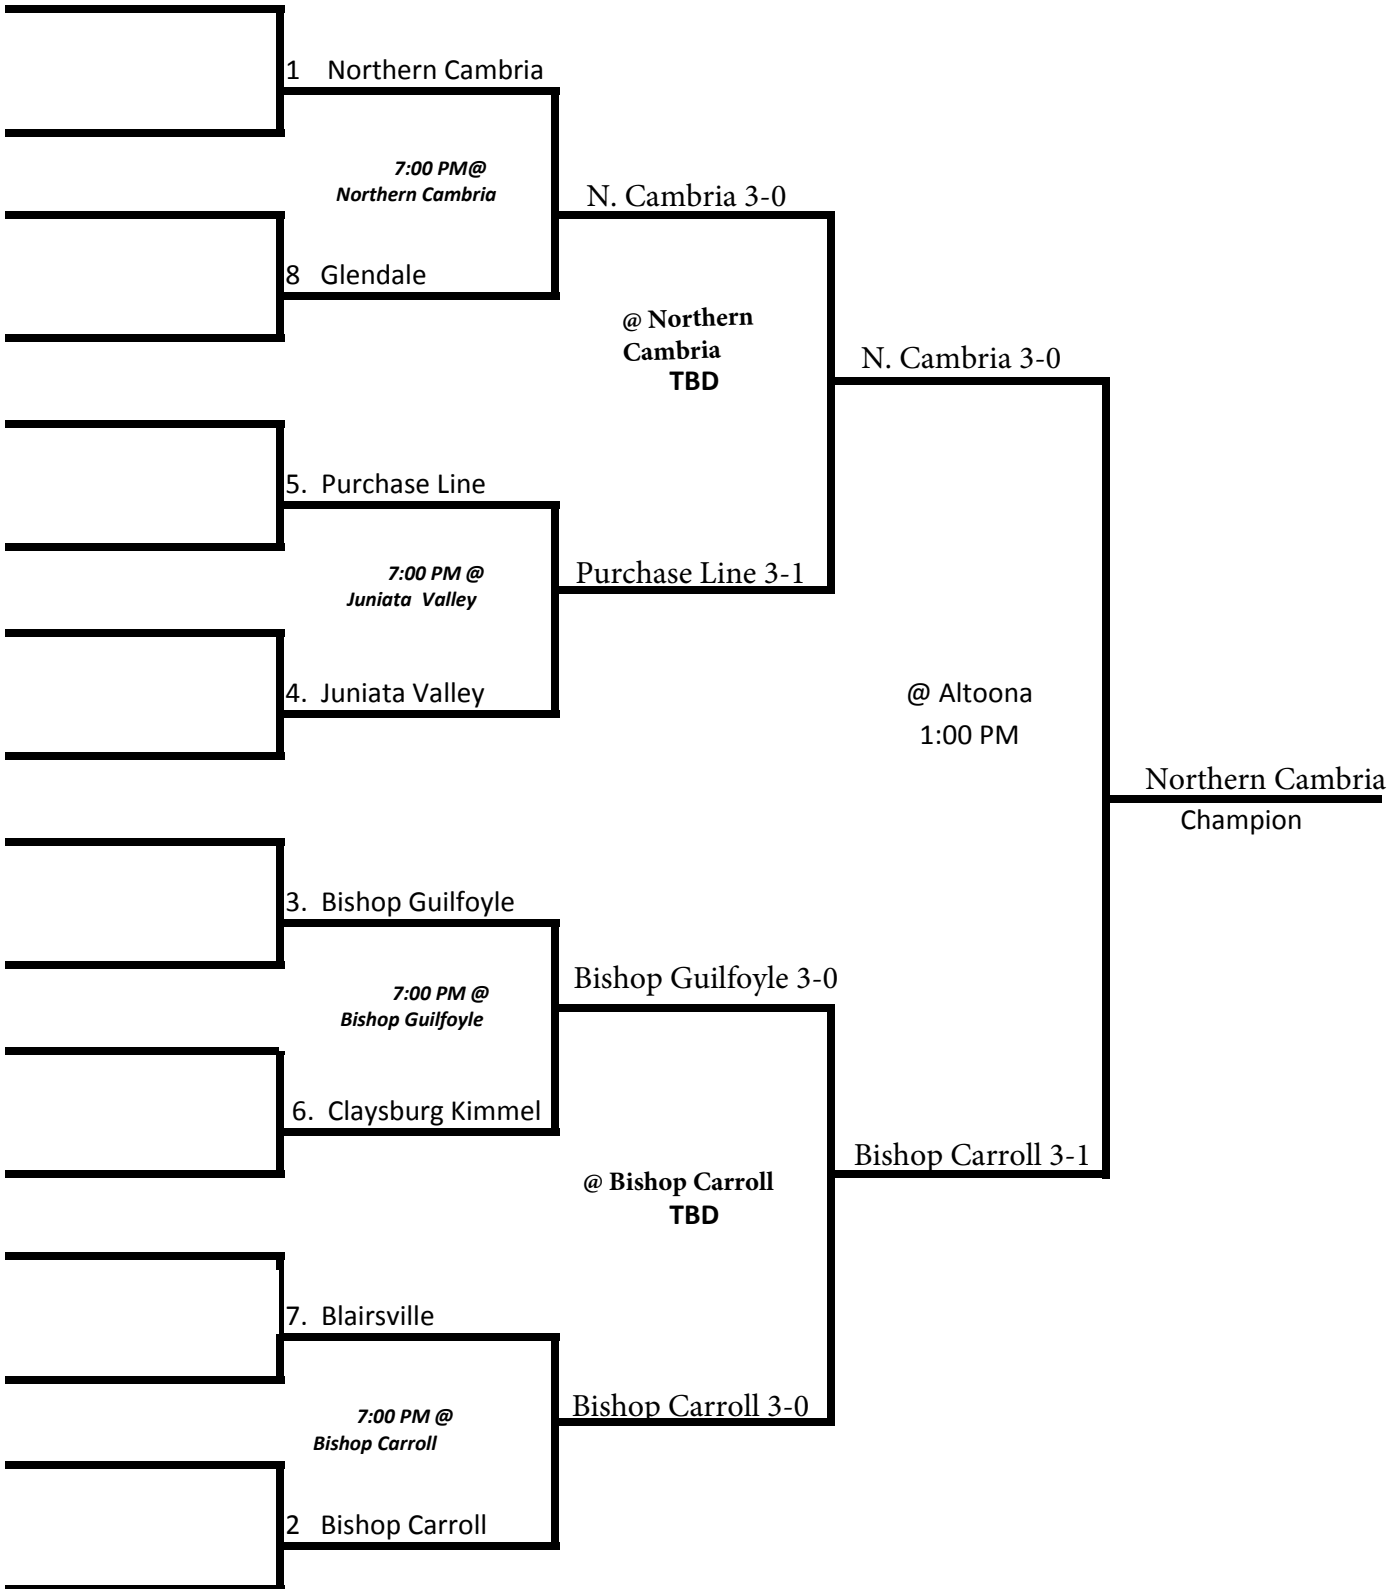 1 Northern Cambria
7:00 PM@
Northern Cambria
N. Cambria 3-0
8 Glendale
@ Northern
Cambria
TBD
N. Cambria 3-0
5. Purchase Line
7:00 PM @
Juniata Valley
Purchase Line 3-1
4. Juniata Valley
@ Altoona
1:00 PM
Northern Cambria
Champion
3. Bishop Guilfoyle
7:00 PM @
Bishop Guilfoyle
Bishop Guilfoyle 3-0
6. Claysburg Kimmel
@ Bishop Carroll
TBD
Bishop Carroll 3-1
7. Blairsville
7:00 PM @
Bishop Carroll
Bishop Carroll 3-0
2 Bishop Carroll